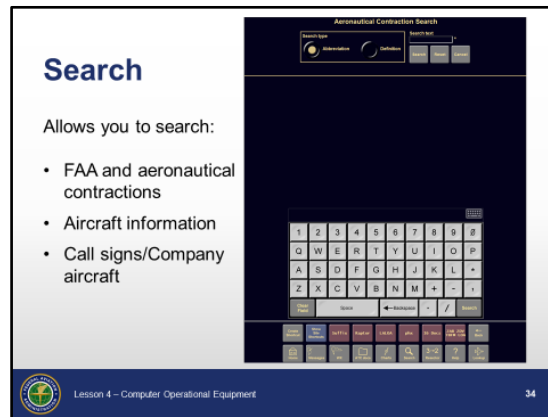 Search
Allows you to search:
• FAA and aeronautical
contractions
• Aircraft information
• Call signs/Company
aircraft
Aeronautical Contraction Search
Search type
Abbreviation
Definition
Search text
Search
Reset
Cancel
1 2 3 4 5 6 7 8 9 0
Q W E R T Y U I O P
A S D F G H J K L
Z X C V B N M + - ,
Clear
Field
Space
Backspace
. /
Search
Search
Help
Lesson 4 – Computer Operational Equipment
34